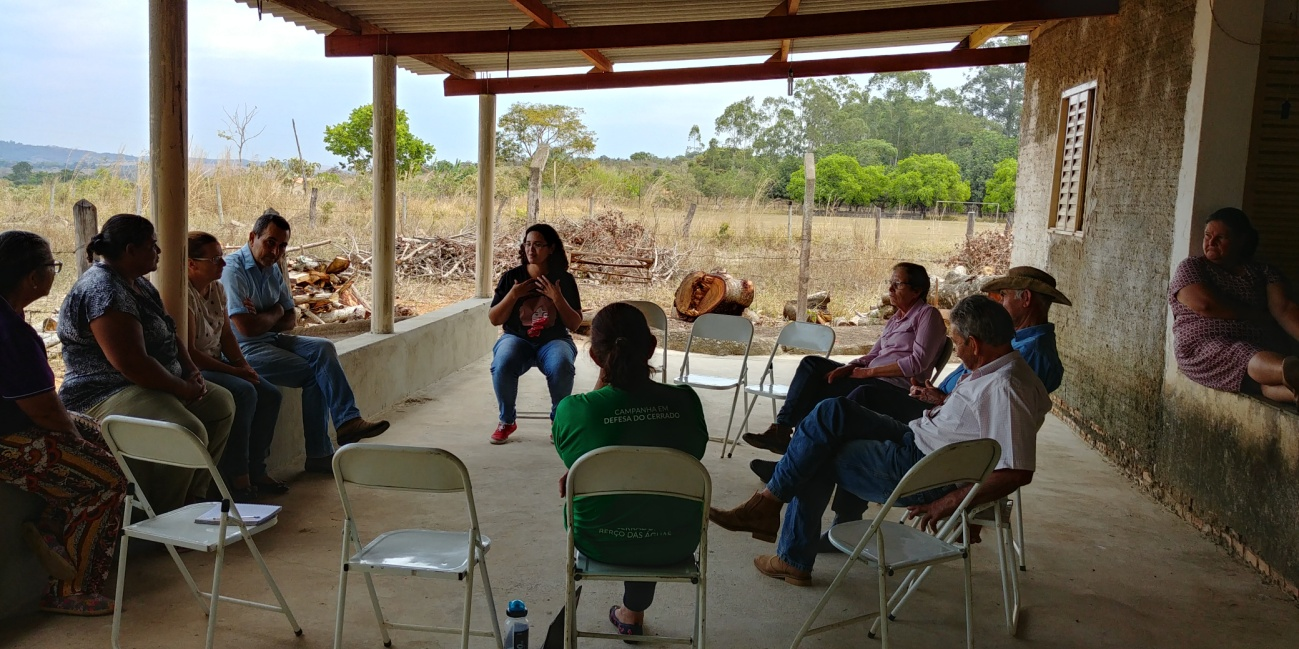 CAMPANHA EM
DEFESA DO CERRADO
BERÇO DAS ÁGUAS